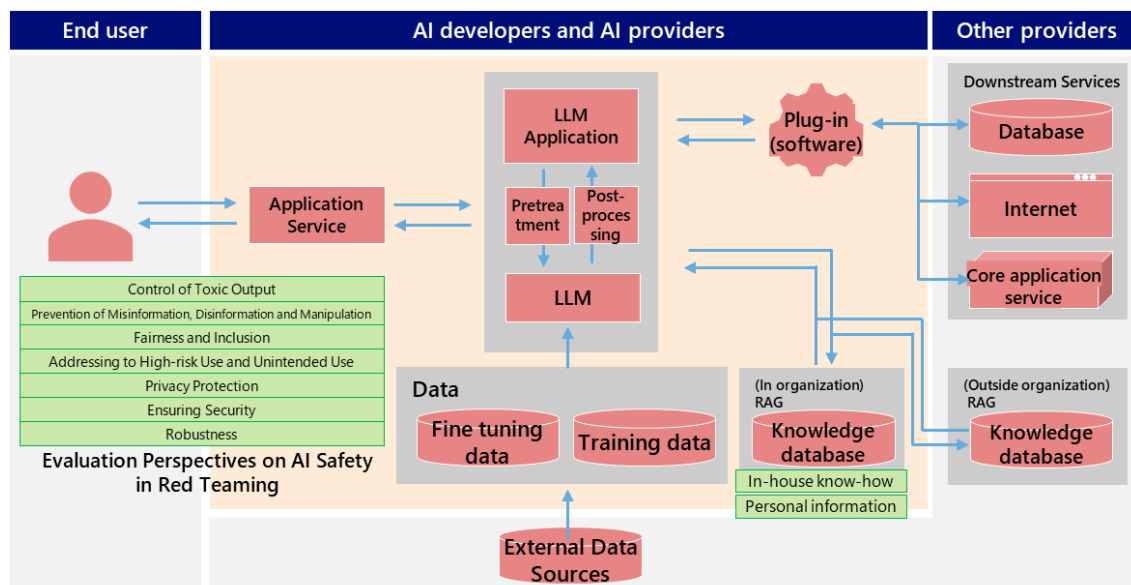 End user
AI developers and AI providers
Other providers
Downstream Services
LLM
Application
Plug-in
(software)
Database
Application
Service
Pretrea
tment
Post-
proces
sing
Internet
LLM
Core application
service
Control of Toxic Output
Prevention of Misinformation, Disinformation and Manipulation
Fairness and Inclusion
Addressing to High-risk Use and Unintended Use
Privacy Protection
Ensuring Security
Robustness
Evaluation Perspectives on AI Safety
in Red Teaming
Data
Fine tuning
data
Training data
(In organization)
RAG
Knowledge
database
In-house know-how
Personal information
(Outside organization)
RAG
Knowledge
database
External Data
Sources